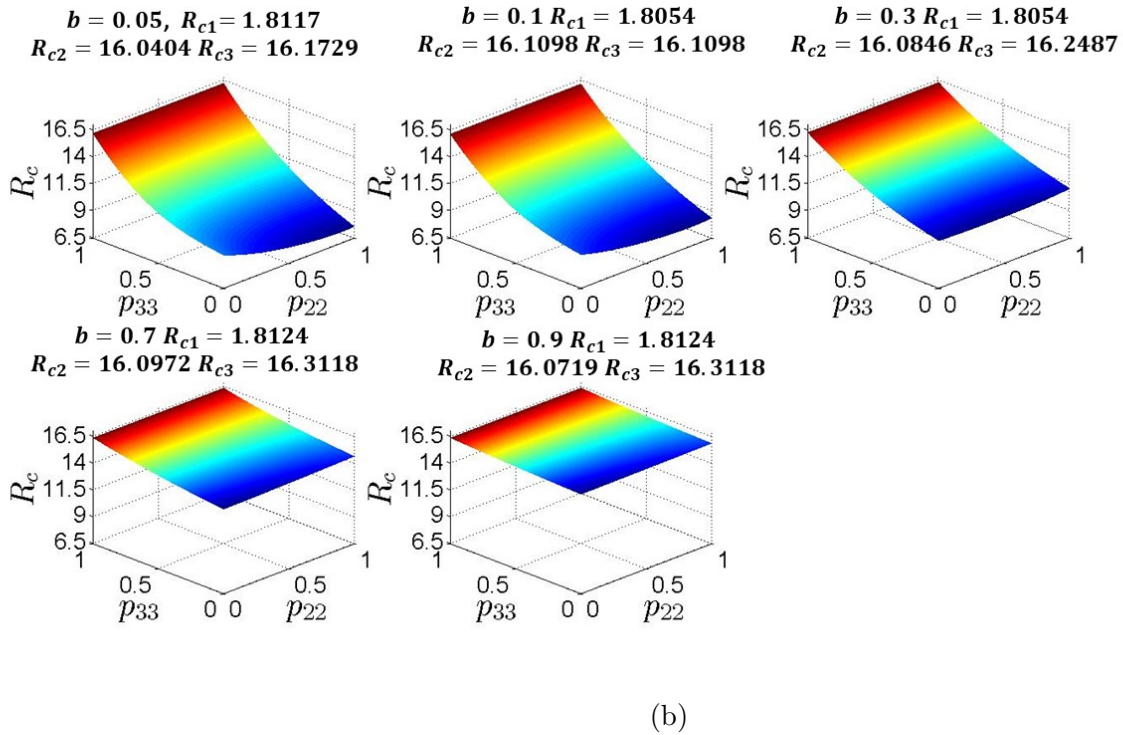 b = 0.05, R_c1 = 1.8117
R_c2 = 16.0404 R_c3 = 16.1729
16.5
14
11.5
9
6.5
R_c
1
0.5
0
p_33
0
0.5
1
p_22
b = 0.1 R_c1 = 1.8054
R_c2 = 16.1098 R_c3 = 16.1098
16.5
14
11.5
9
6.5
R_c
1
0.5
0
p_33
0
0.5
1
p_22
b = 0.3 R_c1 = 1.8054
R_c2 = 16.0846 R_c3 = 16.2487
16.5
14
11.5
9
6.5
R_c
1
0.5
0
p_33
0
0.5
1
p_22
b = 0.7 R_c1 = 1.8124
R_c2 = 16.0972 R_c3 = 16.3118
16.5
14
11.5
9
6.5
R_c
1
0.5
0
p_33
0
0.5
1
p_22
b = 0.9 R_c1 = 1.8124
R_c2 = 16.0719 R_c3 = 16.3118
16.5
14
11.5
9
6.5
R_c
1
0.5
0
p_33
0
0.5
1
p_22
(b)